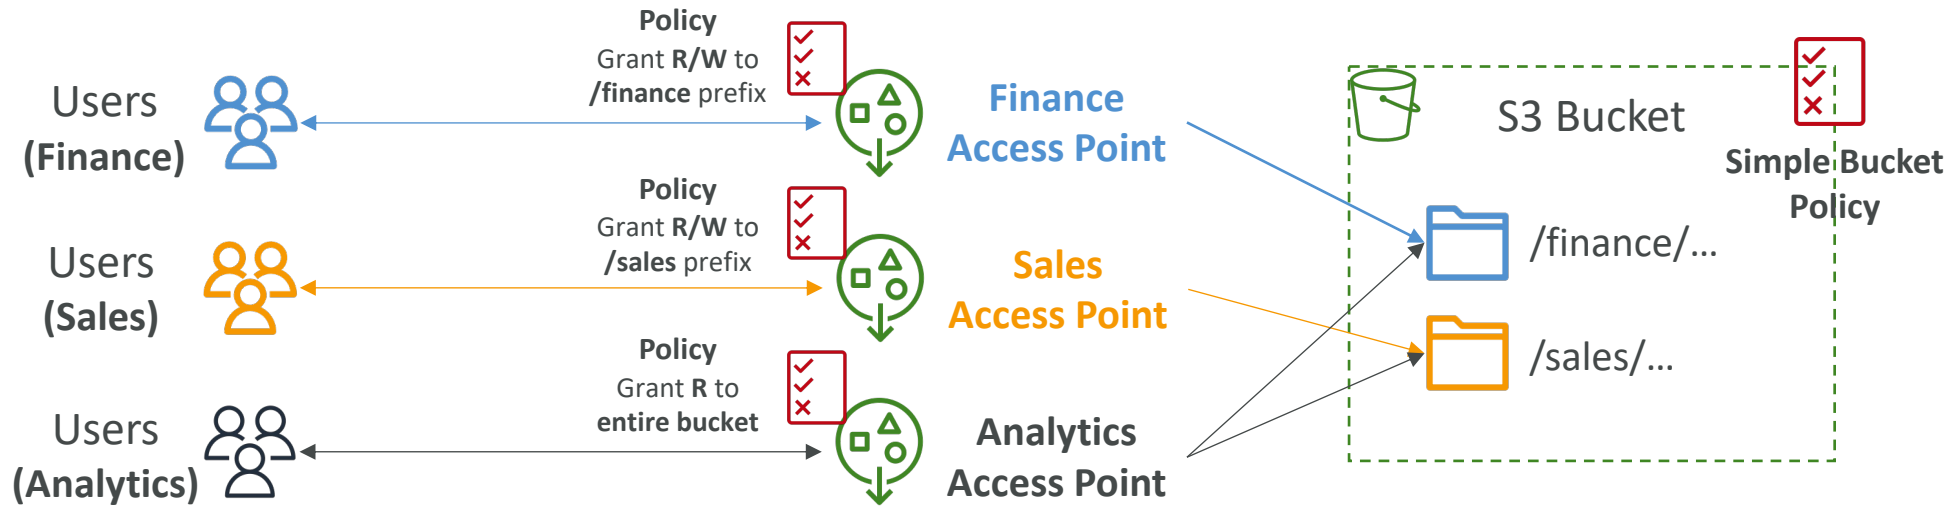 Users
(Finance)
Policy
Grant R/W to
/finance prefix
Finance
Access Point
Users
(Sales)
Policy
Grant R/W to
/sales prefix
Sales
Access Point
Users
(Analytics)
Policy
Grant R to
entire bucket
Analytics
Access Point
S3 Bucket
Simple Bucket
Policy
/finance/…
/sales/…